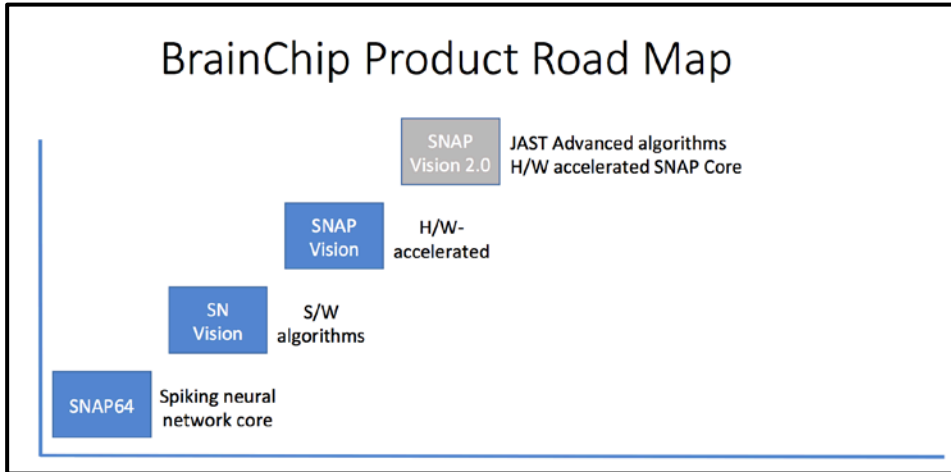 BrainChip Product Road Map
SNAP
Vision 2.0
JAST Advanced algorithms
H/W accelerated SNAP Core
SNAP
Vision
H/W-
accelerated
SN
Vision
S/W
algorithms
SNAP64
Spiking neural
network core